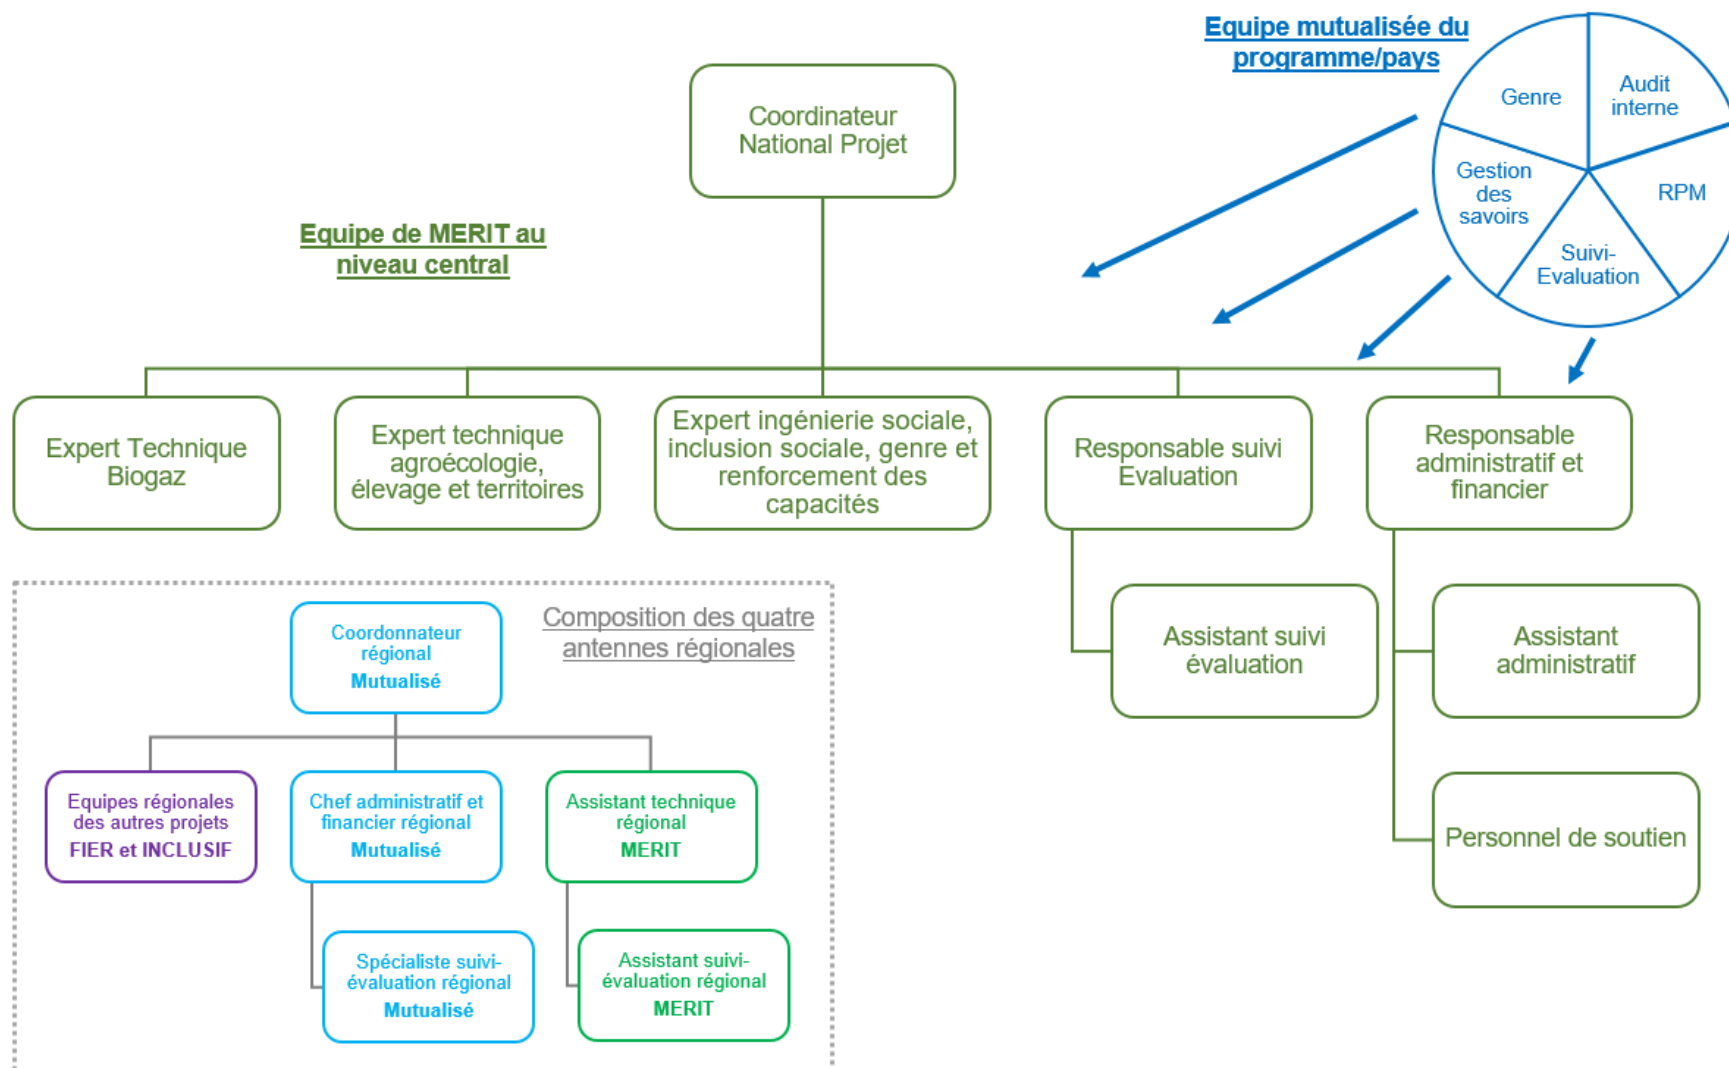 Equipe mutualisée du
programme/pays
Genre
Audit
interne
Gestion
des
savoirs
RPM
Suivi-
Evaluation
Coordinateur
National Projet
Equipe de MERIT au
niveau central
Expert Technique
Biogaz
Expert technique
agroécologie,
élevage et territoires
Expert ingénierie sociale,
inclusion sociale, genre et
renforcement des
capacités
Responsable suivi
Evaluation
Responsable
administratif et
financier
Assistant suivi
évaluation
Assistant
administratif
Personnel de soutien
Composition des quatre
antennes régionales
Coordonnateur
régional
Mutualisé
Equipes régionales
des autres projets
FIER et INCLUSIF
Chef administratif et
financier régional
Mutualisé
Assistant technique
régional
MERIT
Spécialiste suivi-
évaluation régional
Mutualisé
Assistant suivi-
évaluation régional
MERIT